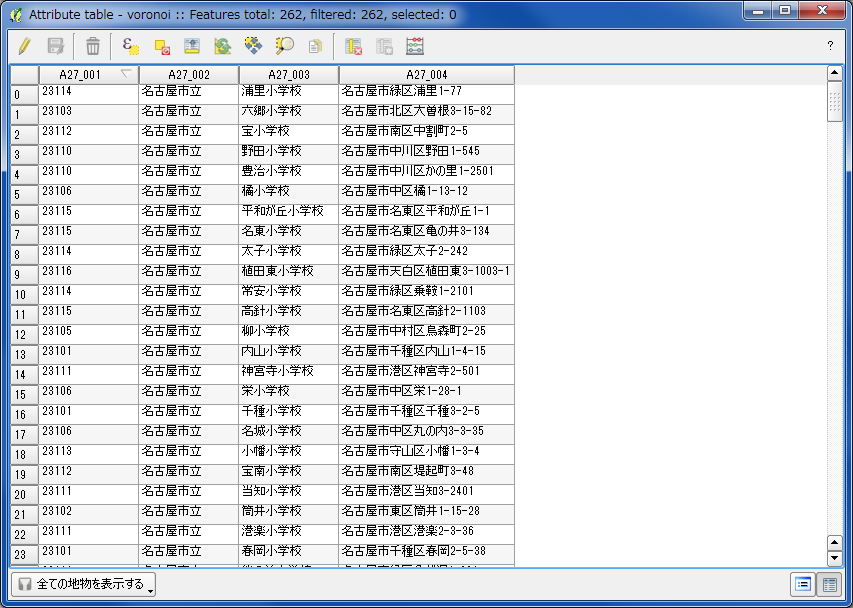 Attribute table - voronoi :: Features total: 262, filtered: 262, selected: 0
?
A27_001 A27_002 A27_003 A27_004
0 23114 名古屋市立 浦里小学校 名古屋市緑区浦里1-77
1 23103 名古屋市立 六郷小学校 名古屋市北区大曽根3-15-82
2 23112 名古屋市立 宝小学校 名古屋市南区中割町2-5
3 23110 名古屋市立 野田小学校 名古屋市中川区野田1-545
4 23110 名古屋市立 豊治小学校 名古屋市中川区かの里1-2501
5 23106 名古屋市立 橘小学校 名古屋市中区橘1-13-12
6 23115 名古屋市立 平和が丘小学校 名古屋市名東区平和が丘1-1
7 23115 名古屋市立 名東小学校 名古屋市名東区亀の井3-134
8 23114 名古屋市立 太子小学校 名古屋市緑区太子2-242
9 23116 名古屋市立 植田東小学校 名古屋市天白区植田東3-1003-1
10 23114 名古屋市立 常安小学校 名古屋市緑区乗鞍1-2101
11 23115 名古屋市立 高針小学校 名古屋市名東区高針2-1103
12 23105 名古屋市立 柳小学校 名古屋市中村区烏森町2-25
13 23101 名古屋市立 内山小学校 名古屋市千種区内山1-4-15
14 23111 名古屋市立 神宮寺小学校 名古屋市港区神宮寺2-501
15 23106 名古屋市立 栄小学校 名古屋市中区栄1-28-1
16 23101 名古屋市立 千種小学校 名古屋市千種区千種3-2-5
17 23106 名古屋市立 名城小学校 名古屋市中区丸の内3-3-35
18 23113 名古屋市立 小幡小学校 名古屋市守山区小幡1-3-4
19 23112 名古屋市立 宝南小学校 名古屋市南区堤起町3-48
20 23111 名古屋市立 当知小学校 名古屋市港区当知3-2401
21 23102 名古屋市立 筒井小学校 名古屋市東区筒井1-15-28
22 23111 名古屋市立 港楽小学校 名古屋市港区港楽2-3-36
23 23101 名古屋市立 春岡小学校 名古屋市千種区春岡2-5-38
全ての地物を表示する